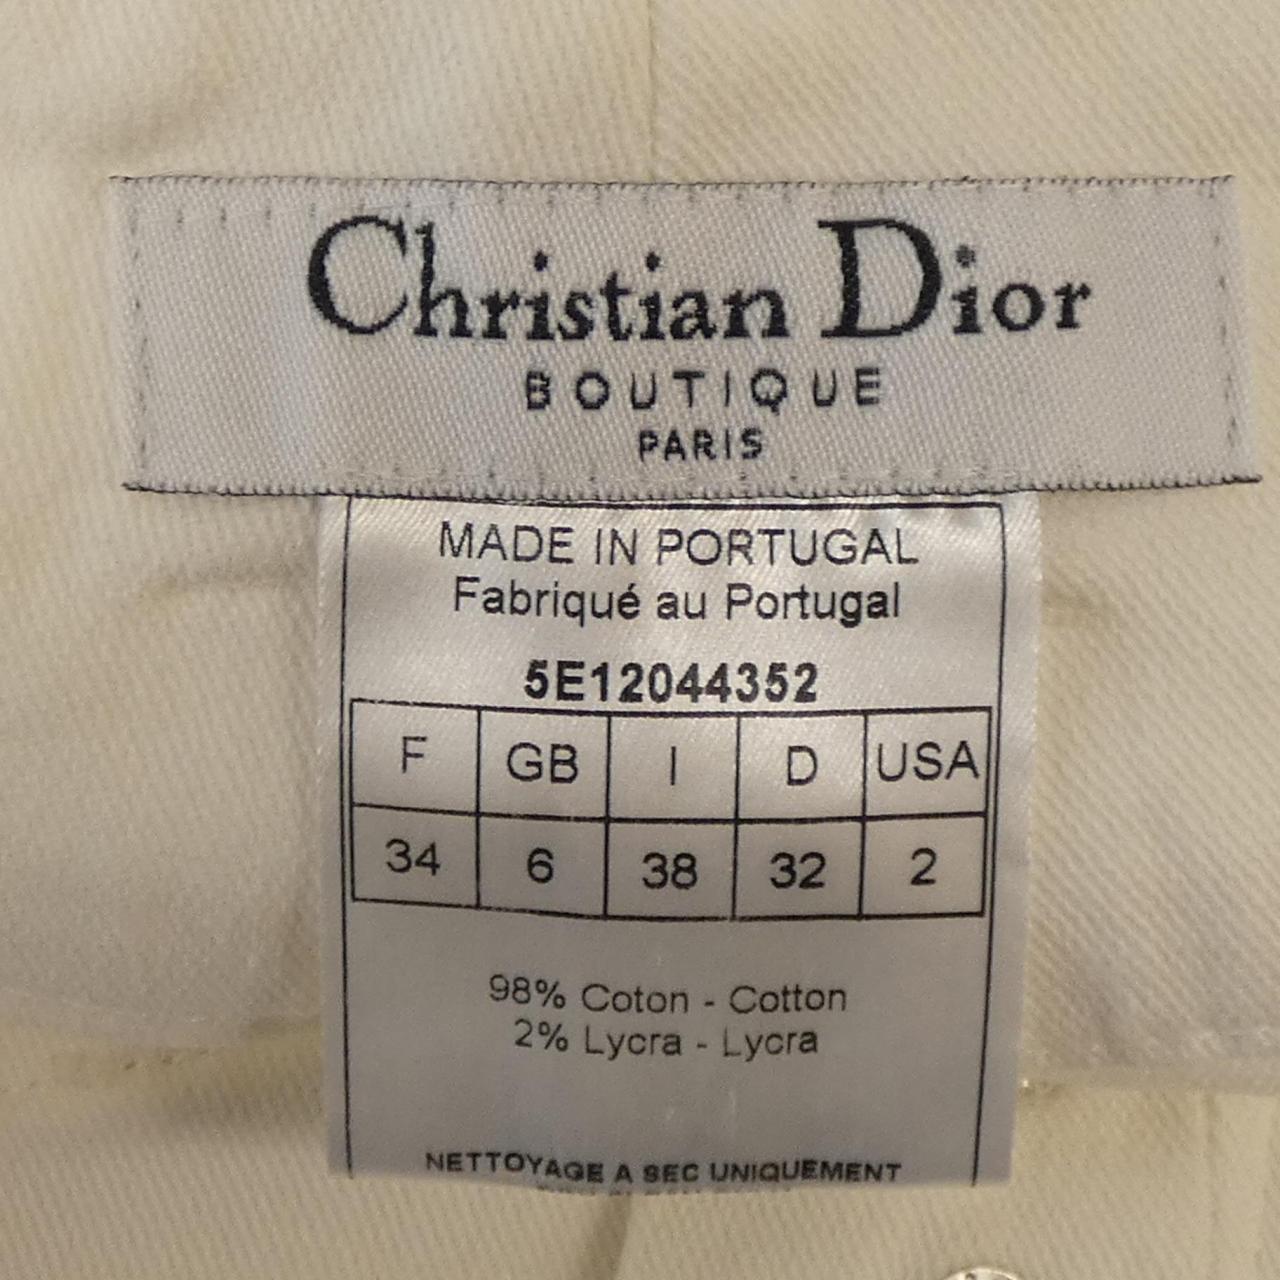 Christian Dior
BOUTIQUE
PARIS
MADE IN PORTUGAL
Fabriqué au Portugal
5E12044352
F GB I D USA
34 6 38 32 2
98% Coton - Cotton
2% Lycra - Lycra
NETTOYAGE A SEC UNIQUEMENT